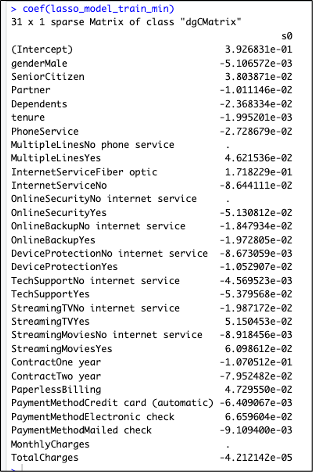 > coef(lasso_model_train_min)
31 x 1 sparse Matrix of class "dgCMatrix"
s0
(Intercept) 3.926831e-01
genderMale -5.106572e-03
SeniorCitizen 3.803871e-02
Partner -1.011146e-02
Dependents -2.368334e-02
tenure -1.995201e-03
PhoneService -2.728679e-02
MultipleLinesNo phone service .
MultipleLinesYes 4.621536e-02
InternetServiceFiber optic 1.718229e-01
InternetServiceNo -8.644111e-02
OnlineSecurityNo internet service .
OnlineSecurityYes -5.130812e-02
OnlineBackupNo internet service -1.847934e-02
OnlineBackupYes -1.972805e-02
DeviceProtectionNo internet service -8.673059e-03
DeviceProtectionYes -1.052907e-02
TechSupportNo internet service -4.569523e-03
TechSupportYes -5.379568e-02
StreamingTVNo internet service -1.987172e-02
StreamingTVYes 5.150453e-02
StreamingMoviesNo internet service -8.918456e-03
StreamingMoviesYes 6.098612e-02
ContractOne year -1.070512e-01
ContractTwo year -7.952482e-02
PaperlessBilling 4.729550e-02
PaymentMethodCredit card (automatic) -6.409067e-03
PaymentMethodElectronic check 6.659604e-02
PaymentMethodMailed check -9.109400e-03
MonthlyCharges .
TotalCharges -4.212142e-05